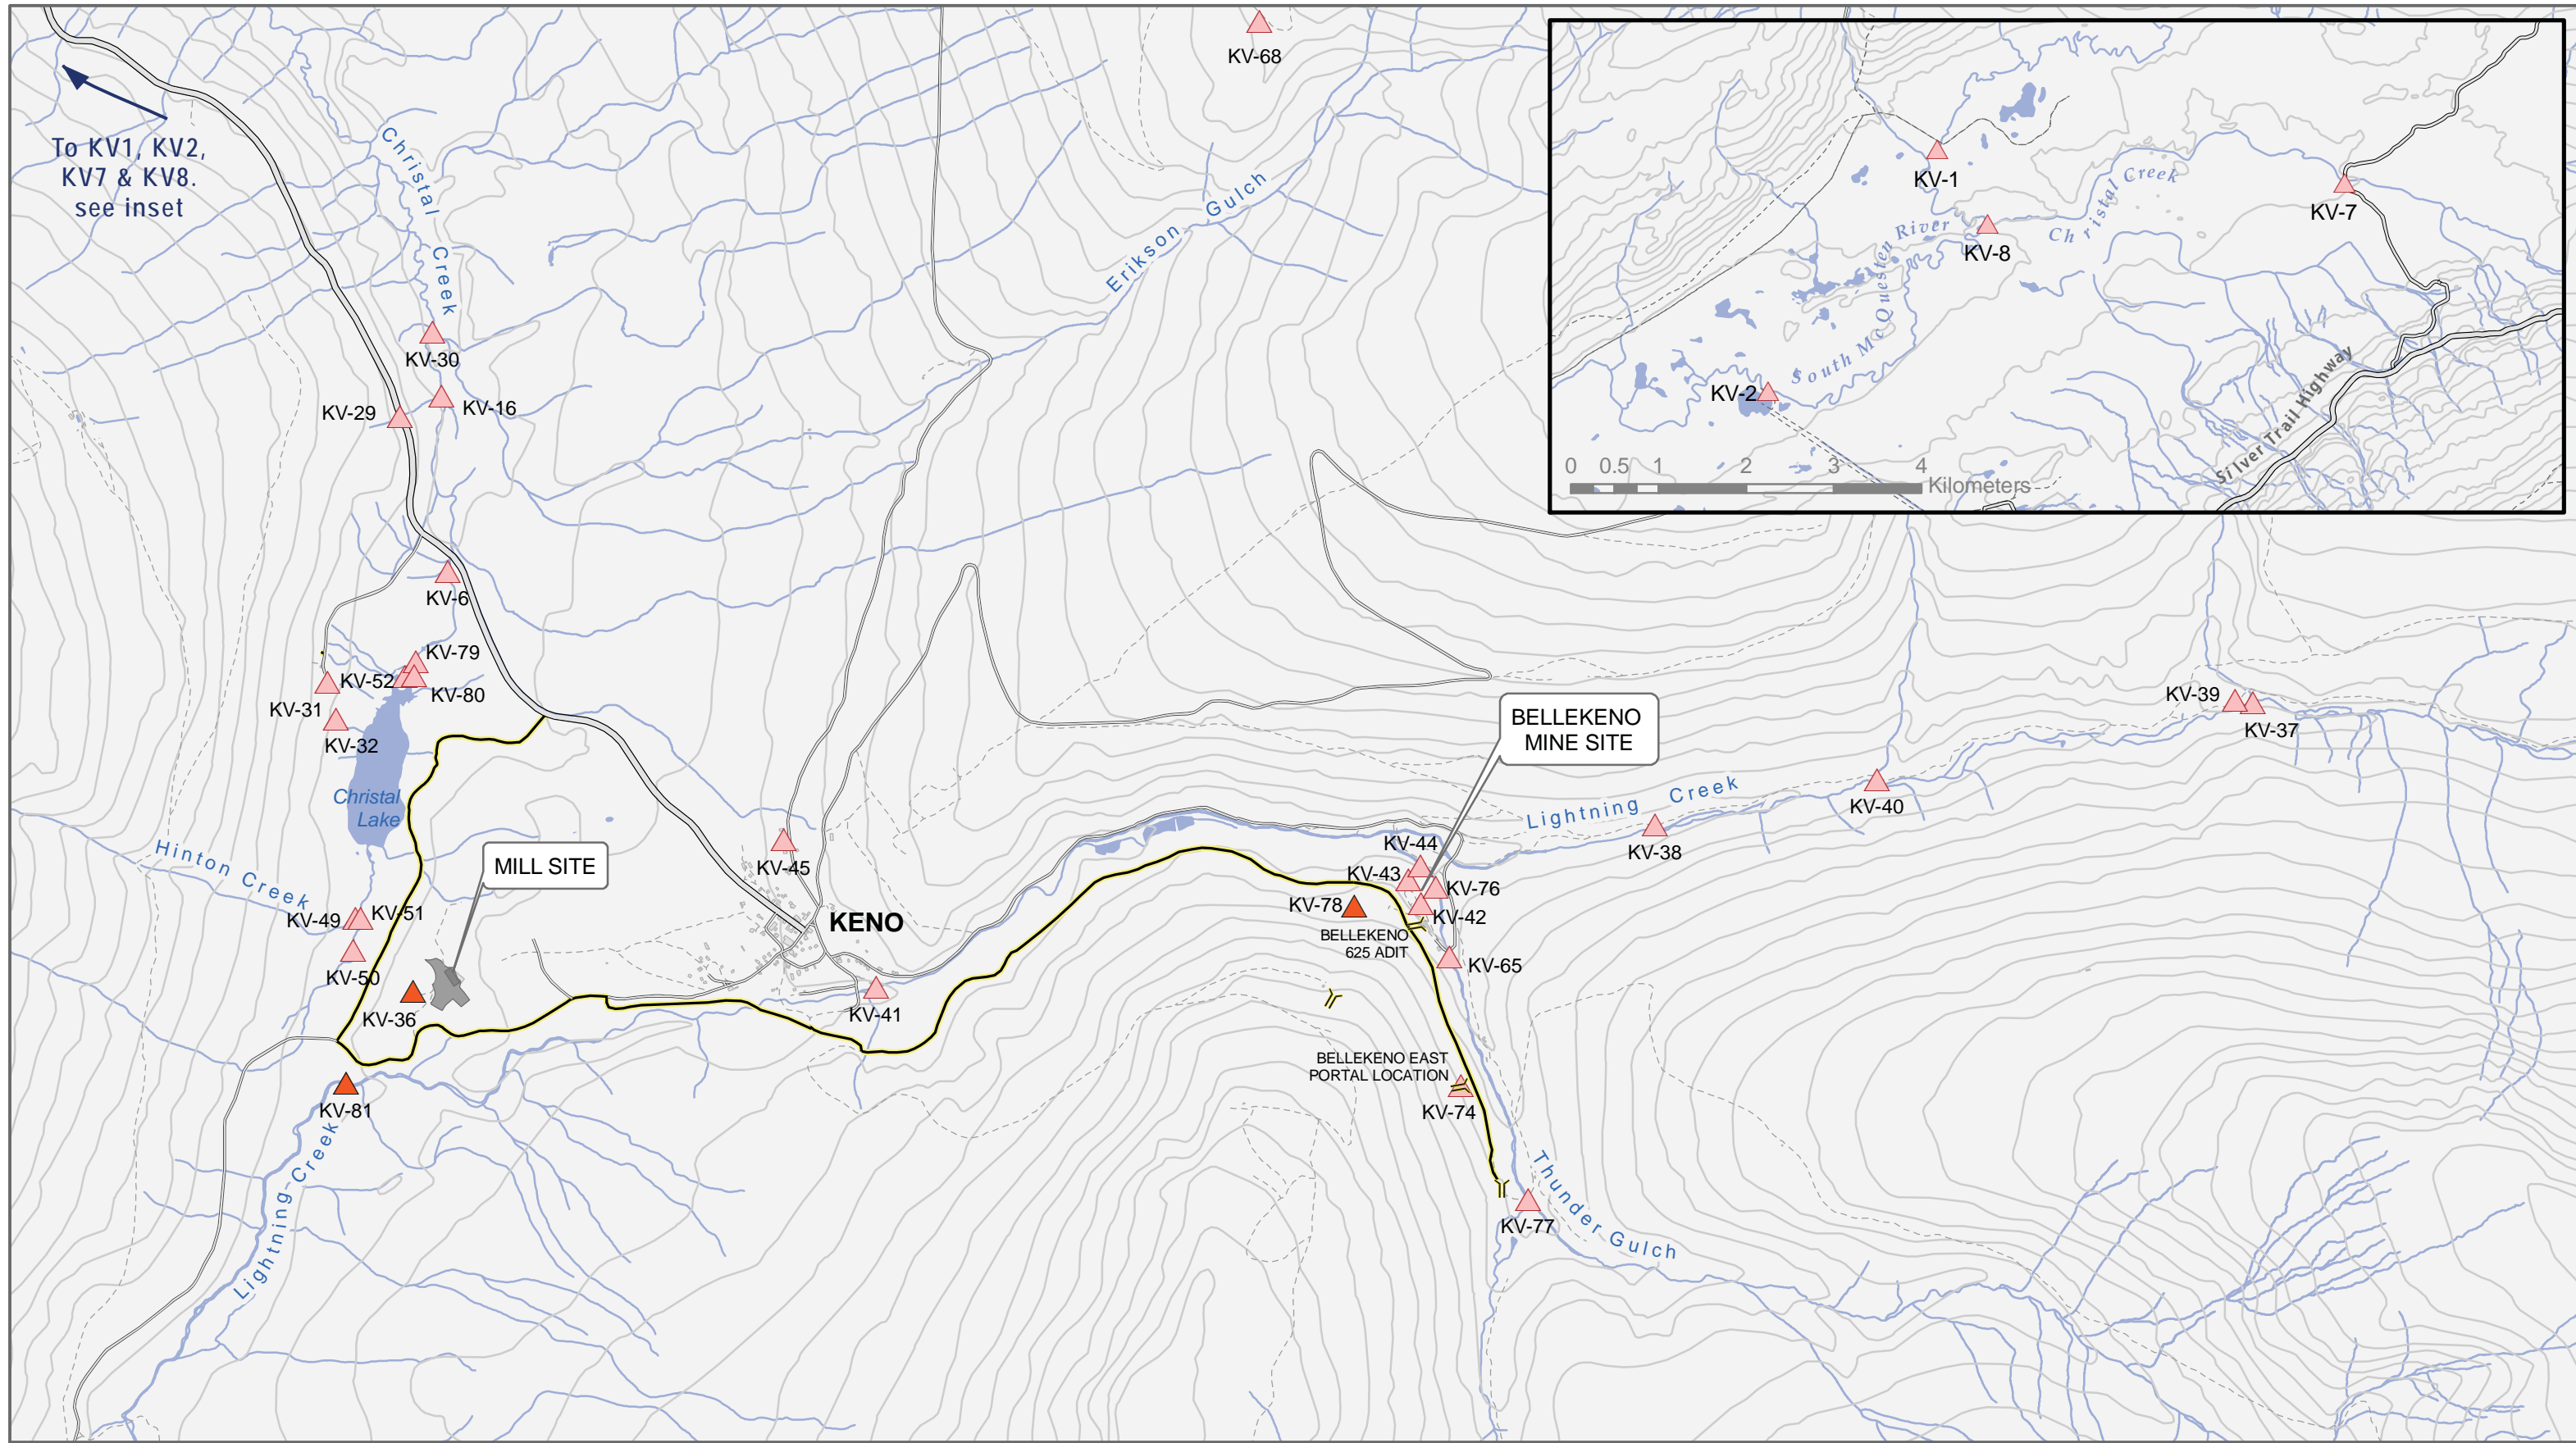 KV-68
To KV1, KV2,
KV7 & KV8.
see inset
Christal Creek
Erikson Gulch
KV-1
Christal Creek
KV-7
KV-8
South McQuesten River
KV-2
Silver Trail Highway
0 0.5 1 2 3 4
Kilometers
KV-30
KV-16
KV-29
KV-6
KV-79
KV-52
KV-80
KV-31
KV-32
Christal
Lake
BELLEKENO
MINE SITE
KV-39
KV-37
KV-40
Lightning Creek
KV-38
KV-44
KV-43
KV-76
KV-42
KV-78
BELLEKENO
625 ADIT
KV-65
Hinton Creek
MILL SITE
KV-45
KENO
KV-49
KV-51
KV-50
KV-36
KV-41
BELLEKENO EAST
PORTAL LOCATION
KV-74
KV-81
Lightning Creek
Thunder Gulch
KV-77